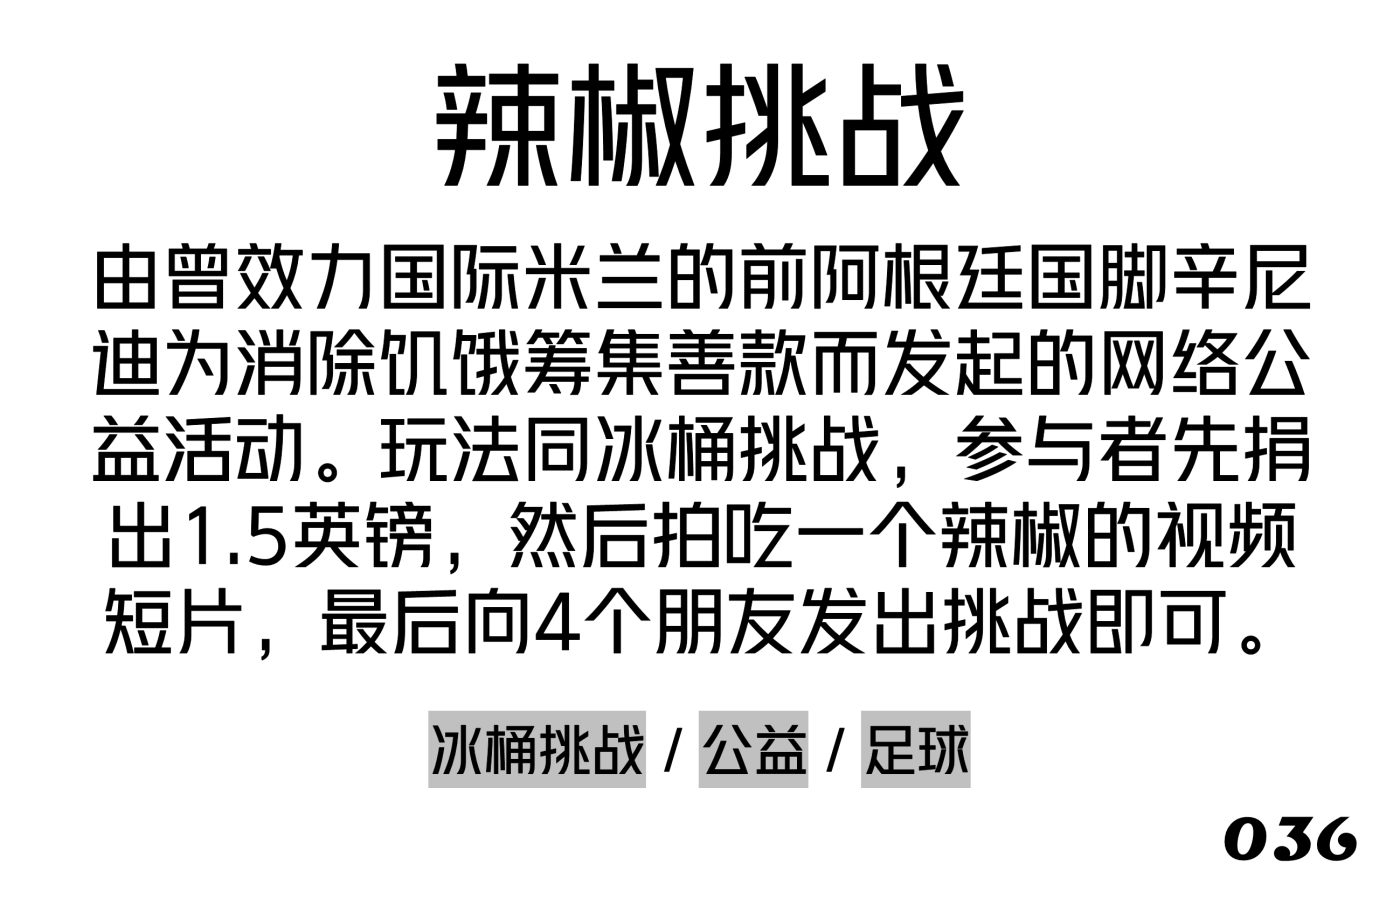 辣椒挑战
由曾效力国际米兰的前阿根廷国脚辛尼
迪为消除饥饿筹集善款而发起的网络公
益活动。玩法同冰桶挑战，参与者先捐
出1.5英镑，然后拍吃一个辣椒的视频
短片，最后向4个朋友发出挑战即可。
冰桶挑战 / 公益 / 足球
036